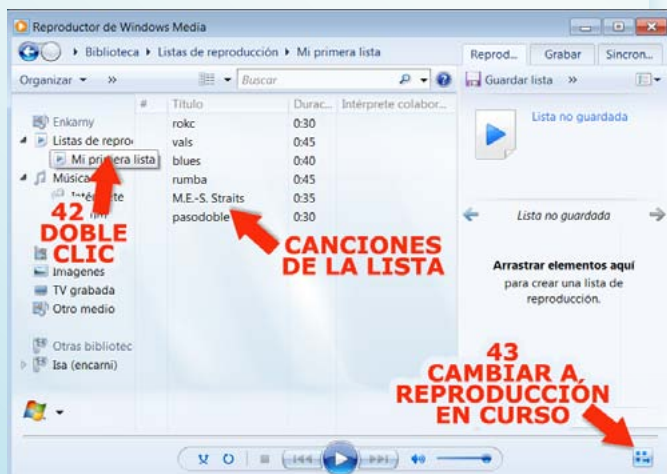 Reproductor de Windows Media
Biblioteca ▸ Listas de reproducción ▸ Mi primera lista
Reprod... Grabar Sincron...
Organizar » Buscar Guardar lista »
# Título Durac... Intérprete colabor...
Enkarny
Listas de repro
Mi primera lista
Música
Imagenes
TV grabada
Otro medio
Otras bibliotec
Isa (encarni)
rokc 0:30
vals 0:45
blues 0:40
rumba 0:45
M.E.-S. Straits 0:35
pasodoble 0:30
42
DOBLE
CLIC
CANCIONES
DE LA LISTA
Lista no guardada
Lista no guardada
Arrastrar elementos aquí
para crear una lista de
reproducción.
43
CAMBIAR A
REPRODUCCIÓN
EN CURSO